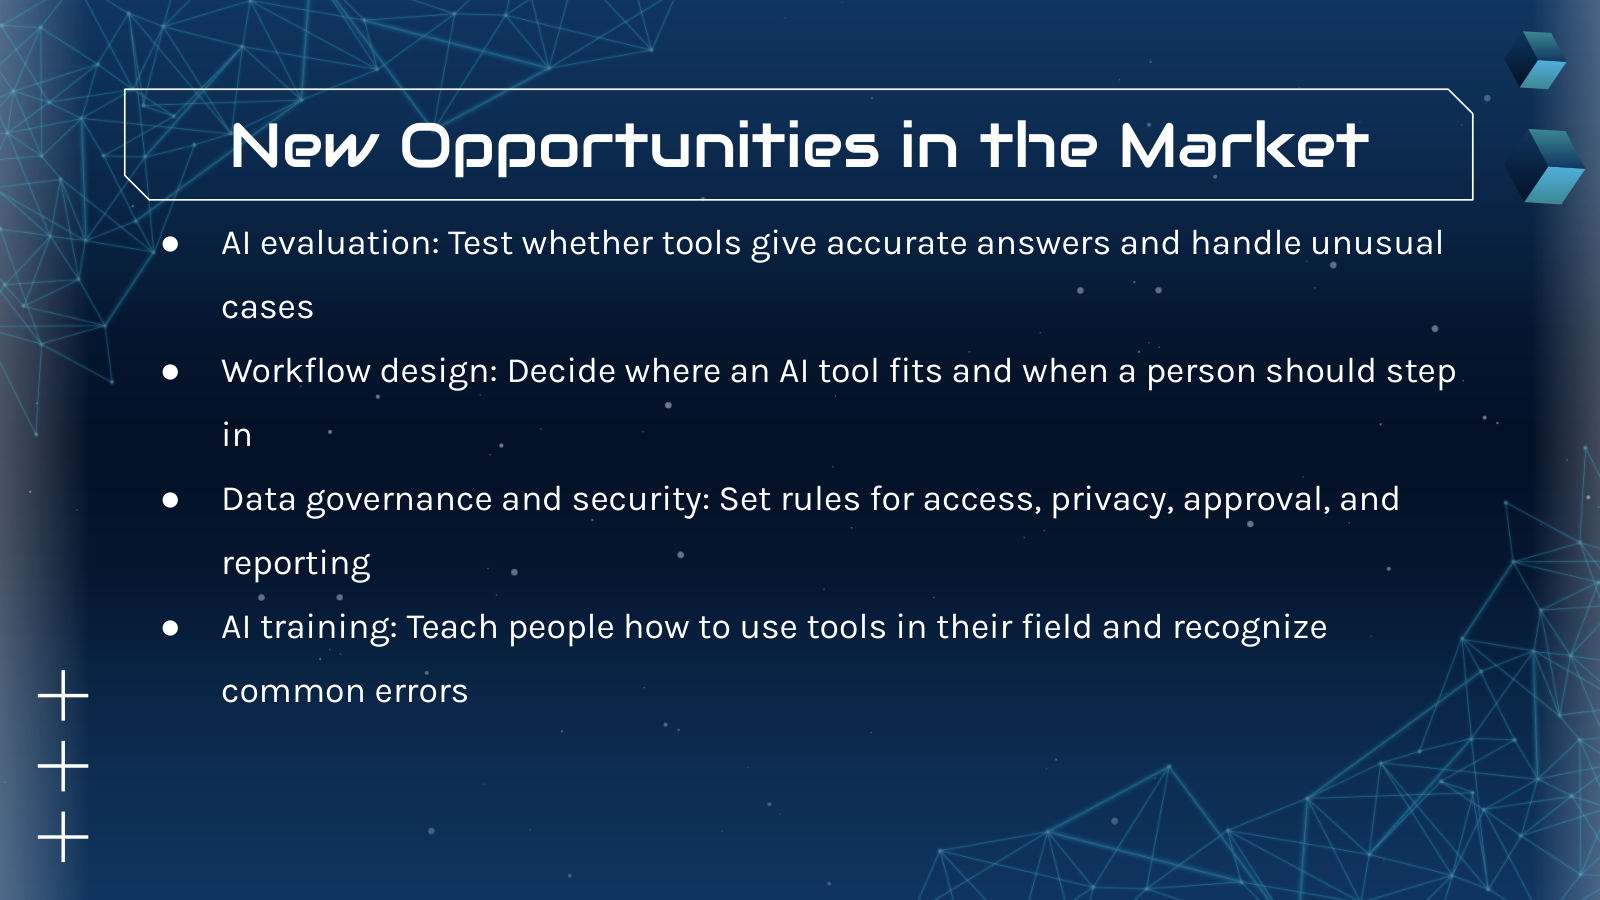 New Opportunities in the Market
● AI evaluation: Test whether tools give accurate answers and handle unusual
cases
● Workflow design: Decide where an AI tool fits and when a person should step
in
● Data governance and security: Set rules for access, privacy, approval, and
reporting
● AI training: Teach people how to use tools in their field and recognize
common errors